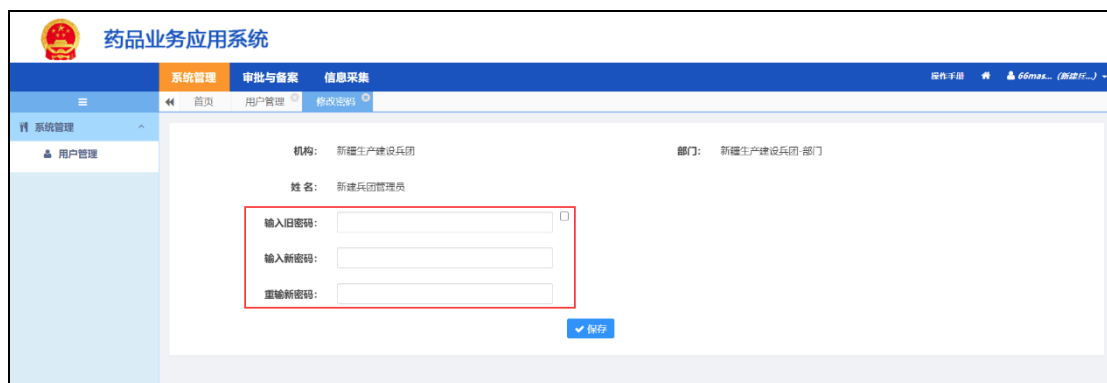 药品业务应用系统
系统管理 审批与备案 信息采集 操作手册 66mas... (新建兵...)
首页 用户管理 修改密码
系统管理
用户管理
机构: 新疆生产建设兵团 部门: 新疆生产建设兵团-部门
姓 名: 新建兵团管理员
输入旧密码:
输入新密码:
重输新密码:
保存